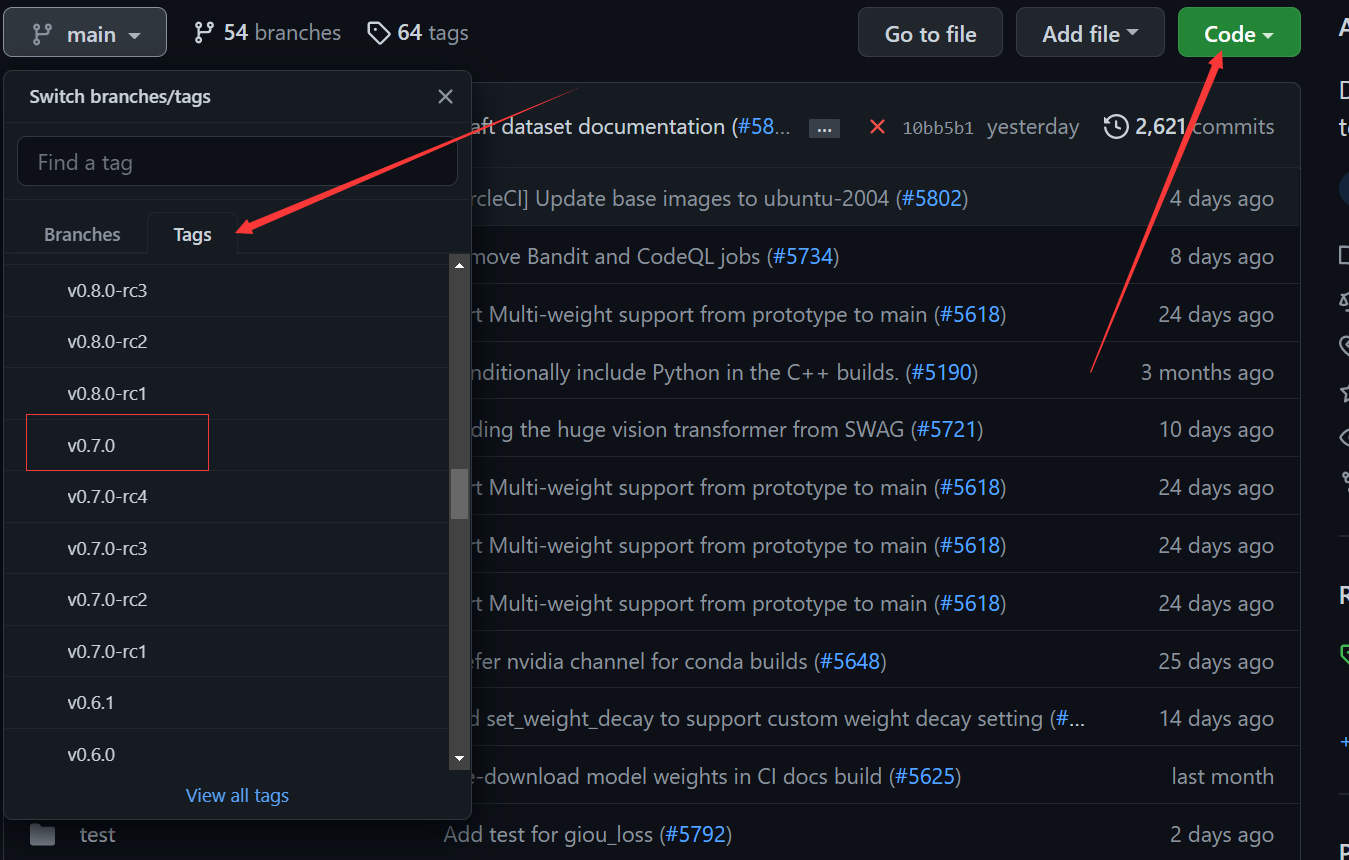 main 54 branches 64 tags Go to file Add file Code
Switch branches/tags
aft dataset documentation (#58... ... 10bb5b1 yesterday 2,621 commits
Find a tag
rcleCI] Update base images to ubuntu-2004 (#5802) 4 days ago
Branches Tags
move Bandit and CodeQL jobs (#5734) 8 days ago
v0.8.0-rc3
rt Multi-weight support from prototype to main (#5618) 24 days ago
v0.8.0-rc2
nditionally include Python in the C++ builds. (#5190) 3 months ago
v0.8.0-rc1
ding the huge vision transformer from SWAG (#5721) 10 days ago
v0.7.0
rt Multi-weight support from prototype to main (#5618) 24 days ago
v0.7.0-rc4
rt Multi-weight support from prototype to main (#5618) 24 days ago
v0.7.0-rc3
rt Multi-weight support from prototype to main (#5618) 24 days ago
v0.7.0-rc2
efer nvidia channel for conda builds (#5648) 25 days ago
v0.7.0-rc1
v0.6.1
d set_weight_decay to support custom weight decay setting (#... 14 days ago
v0.6.0
e-download model weights in CI docs build (#5625) last month
View all tags
test Add test for giou_loss (#5792) 2 days ago